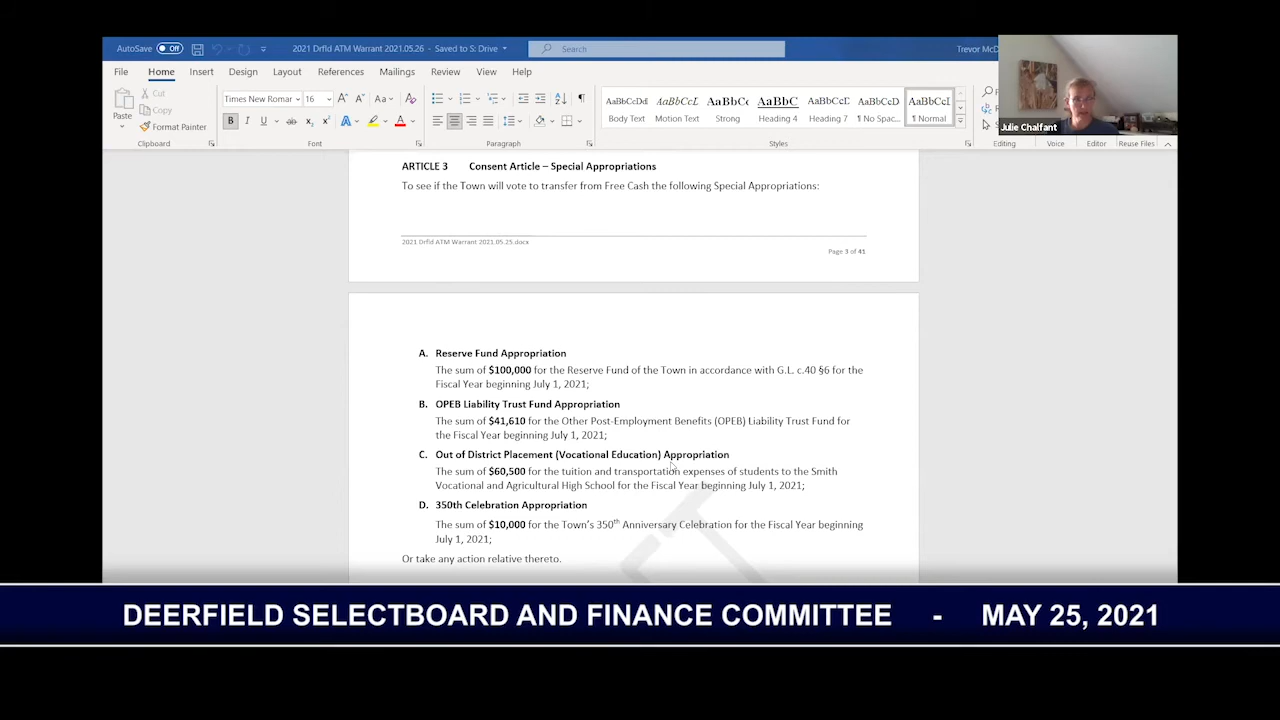 AutoSave Off 2021 Drfld ATM Warrant 2021.05.26 - Saved to S: Drive Search Trevor McD
File Home Insert Design Layout References Mailings Review View Help
Cut
Copy
Paste Format Painter
Times New Romar 16
AaBbCcDd AaBbCcL AaBbCc AaBbC AaBbCcI AaBbCcD AaBbCcI
Body Text Motion Text Strong Heading 4 Heading 7 ¶ No Spac... ¶ Normal
Clipboard Font Paragraph Styles Editing Voice Editor Reuse Files
Julie Chalfant
ARTICLE 3 Consent Article – Special Appropriations
To see if the Town will vote to transfer from Free Cash the following Special Appropriations:
2021 Drfld ATM Warrant 2021.05.25.docx
Page 3 of 41
A. Reserve Fund Appropriation
The sum of $100,000 for the Reserve Fund of the Town in accordance with G.L. c.40 §6 for the
Fiscal Year beginning July 1, 2021;
B. OPEB Liability Trust Fund Appropriation
The sum of $41,610 for the Other Post-Employment Benefits (OPEB) Liability Trust Fund for
the Fiscal Year beginning July 1, 2021;
C. Out of District Placement (Vocational Education) Appropriation
The sum of $60,500 for the tuition and transportation expenses of students to the Smith
Vocational and Agricultural High School for the Fiscal Year beginning July 1, 2021;
D. 350th Celebration Appropriation
The sum of $10,000 for the Town's 350th Anniversary Celebration for the Fiscal Year beginning
July 1, 2021;
Or take any action relative thereto.
DEERFIELD SELECTBOARD AND FINANCE COMMITTEE - MAY 25, 2021